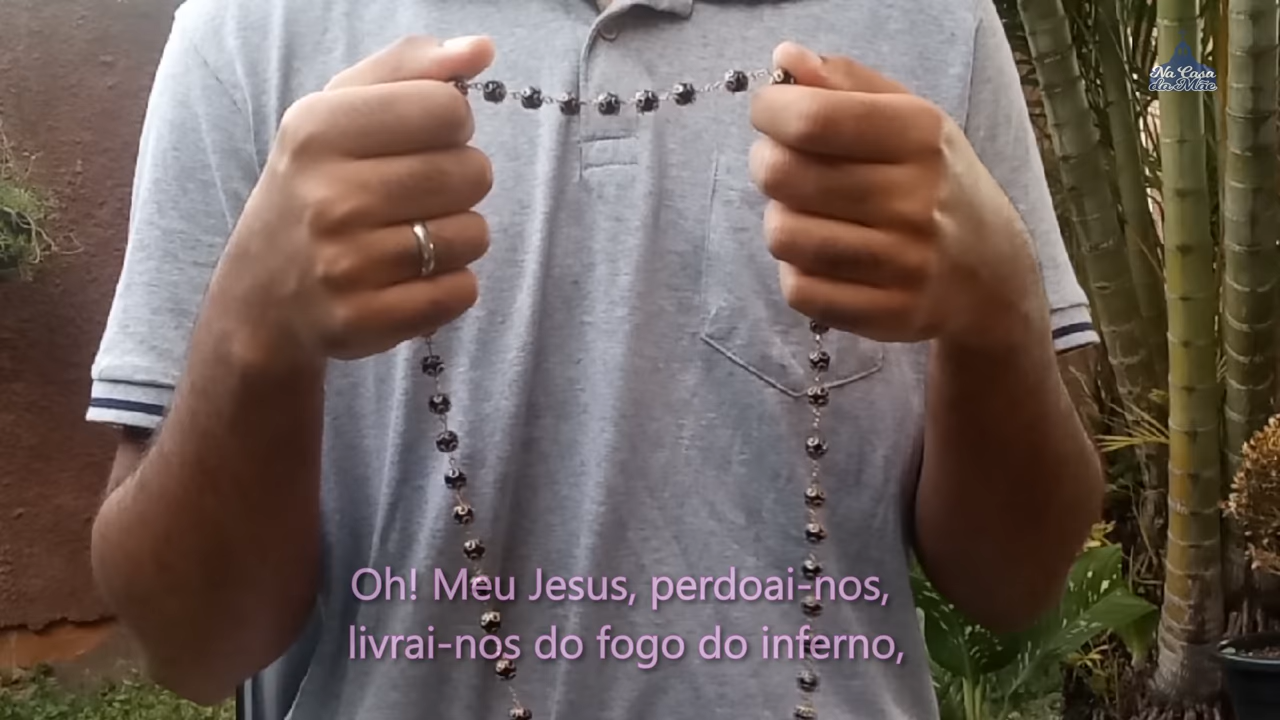 Na Casa
da Mãe
Oh! Meu Jesus, perdoai-nos,
livrai-nos do fogo do inferno,